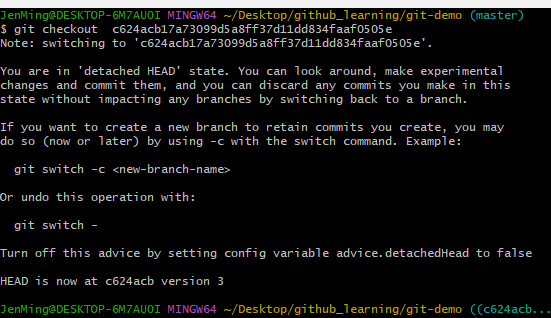 JenMing@DESKTOP-6M7AUOI MINGW64 ~/Desktop/github_learning/git-demo (master)
$ git checkout  c624acb17a73099d5a8ff37d11dd834faaf0505e
Note: switching to 'c624acb17a73099d5a8ff37d11dd834faaf0505e'.

You are in 'detached HEAD' state. You can look around, make experimental
changes and commit them, and you can discard any commits you make in this
state without impacting any branches by switching back to a branch.

If you want to create a new branch to retain commits you create, you may
do so (now or later) by using -c with the switch command. Example:

  git switch -c <new-branch-name>

Or undo this operation with:

  git switch -

Turn off this advice by setting config variable advice.detachedHead to false

HEAD is now at c624acb version 3

JenMing@DESKTOP-6M7AUOI MINGW64 ~/Desktop/github_learning/git-demo ((c624acb...